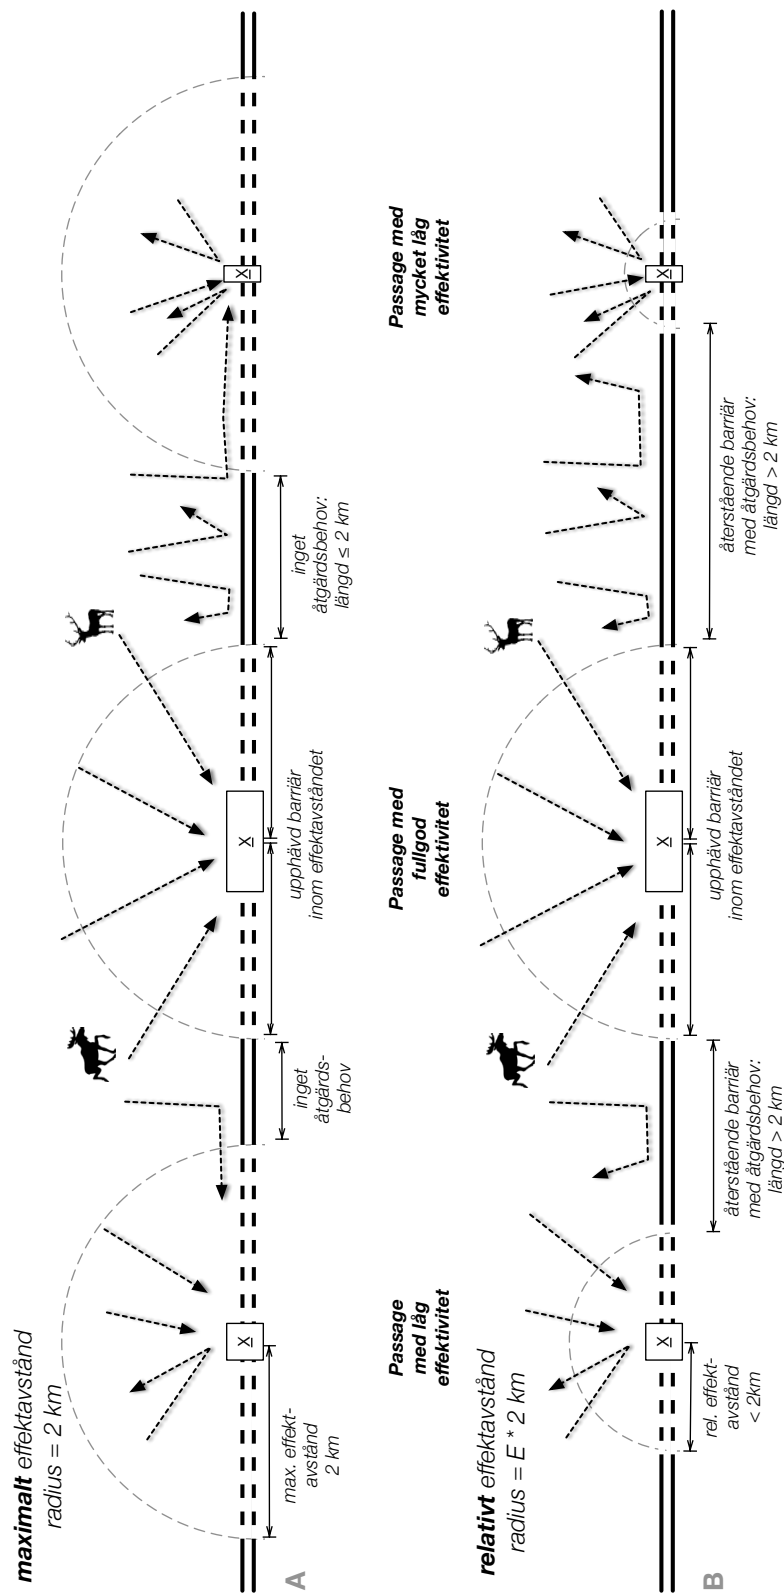 maximalt effektavstånd
radius = 2 km
X
X
X
max. effekt-
avstånd
2 km
inget
åtgärds-
behov
upphävd barriär
inom effektavståndet
inget
åtgärdsbehov:
längd ≤ 2 km
A
Passage
med låg
effektivitet
Passage med
fullgod
effektivitet
Passage med
mycket låg
effektivitet
relativt effektavstånd
radius = E * 2 km
X
X
X
rel. effekt-
avstånd
< 2km
återstående barriär
med åtgärdsbehov:
längd > 2 km
upphävd barriär
inom effektavståndet
återstående barriär
med åtgärdsbehov:
längd > 2 km
B